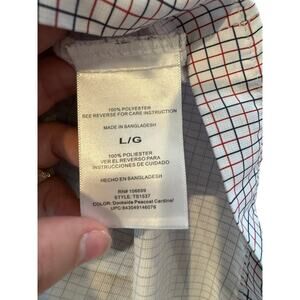 100% POLYESTER
SEE REVERSE FOR CARE INSTRUCTION
MADE IN BANGLADESH
L/G
100% POLIESTER
VER EL REVERSO PARA
INSTRUCCIONES DE CUIDADO
HECHO EN BANGLADESH
RN# 106699
STYLE: TS1537
COLOR: Dockside Peacoat Cardinal
UPC:843049146076